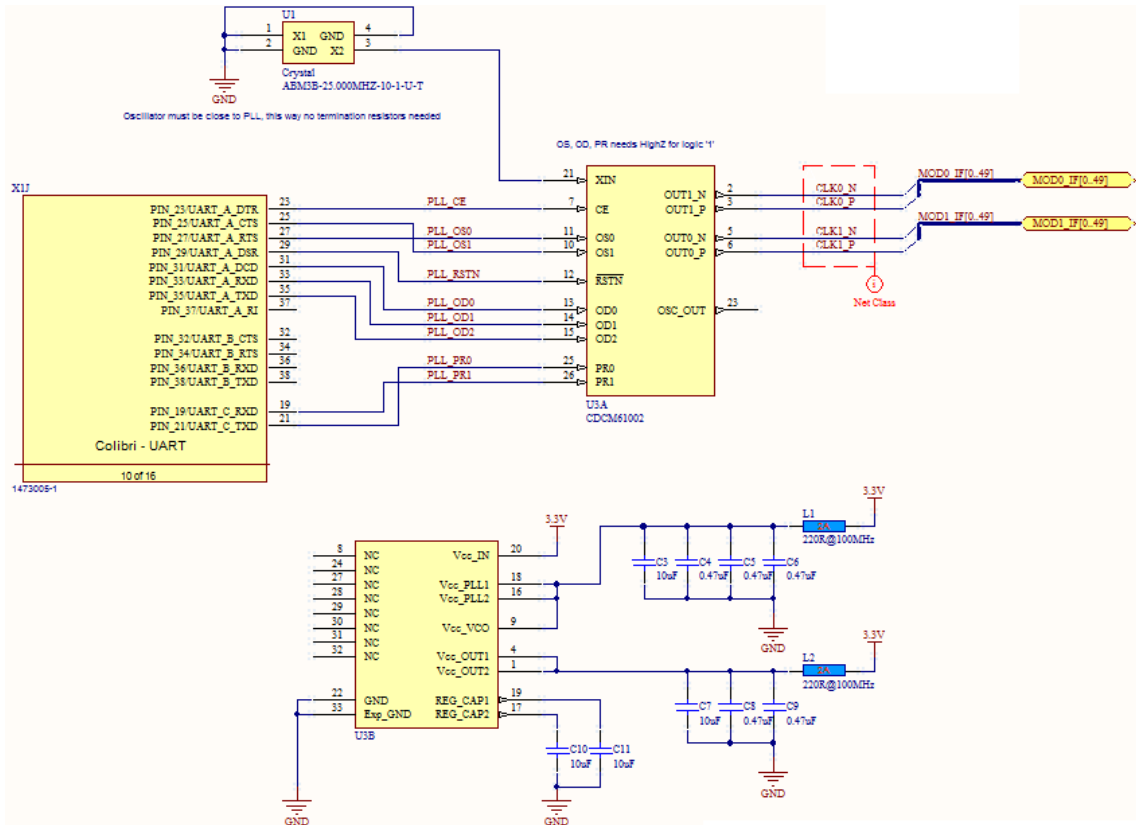 U1
1 X1 GND 4
2 GND X2 3
Crystal
ABM3B-25.000MHZ-10-1-U-T
GND
Oscillator must be close to PLL, this way no termination resistors needed
OS, OD, PR needs HighZ for logic '1'
X1J
PIN_23/UART_A_DTR 23
PIN_25/UART_A_CTS 25
PIN_27/UART_A_RTS 27
PIN_29/UART_A_DSR 29
PIN_31/UART_A_DCD 31
PIN_33/UART_A_RXD 33
PIN_35/UART_A_TXD 35
PIN_37/UART_A_RI 37
PIN_32/UART_B_CTS 32
PIN_34/UART_B_RTS 34
PIN_36/UART_B_RXD 36
PIN_38/UART_B_TXD 38
PIN_19/UART_C_RXD 19
PIN_21/UART_C_TXD 21
Colibri - UART
10 of 16
1473005-1
PLL_CE
PLL_OS0
PLL_OS1
PLL_RSTN
PLL_OD0
PLL_OD1
PLL_OD2
PLL_PR0
PLL_PR1
21 XIN
7 CE
11 OS0
10 OS1
12 RSTN
13 OD0
14 OD1
15 OD2
25 PR0
26 PR1
OUT1_N 2
OUT1_P 3
OUT0_N 5
OUT0_P 6
OSC_OUT 23
U3A
CDCM61002
CLK0_N
CLK0_P
CLK1_N
CLK1_P
MOD0_IF[0..49]
MOD0_IF[0..49]
MOD1_IF[0..49]
MOD1_IF[0..49]
i
Net Class
8 NC
24 NC
27 NC
28 NC
29 NC
30 NC
31 NC
32 NC
22 GND
33 Exp_GND
Vcc_IN 20
Vcc_PLL1 18
Vcc_PLL2 16
Vcc_VCO 9
Vcc_OUT1 4
Vcc_OUT2 1
REG_CAP1 19
REG_CAP2 17
U3B
GND
3.3V
C10
10uF
C11
10uF
GND
C3
10uF
C4
0.47uF
C5
0.47uF
C6
0.47uF
L1
2A
220R@100MHz
3.3V
GND
C7
10uF
C8
0.47uF
C9
0.47uF
L2
2A
220R@100MHz
3.3V
GND